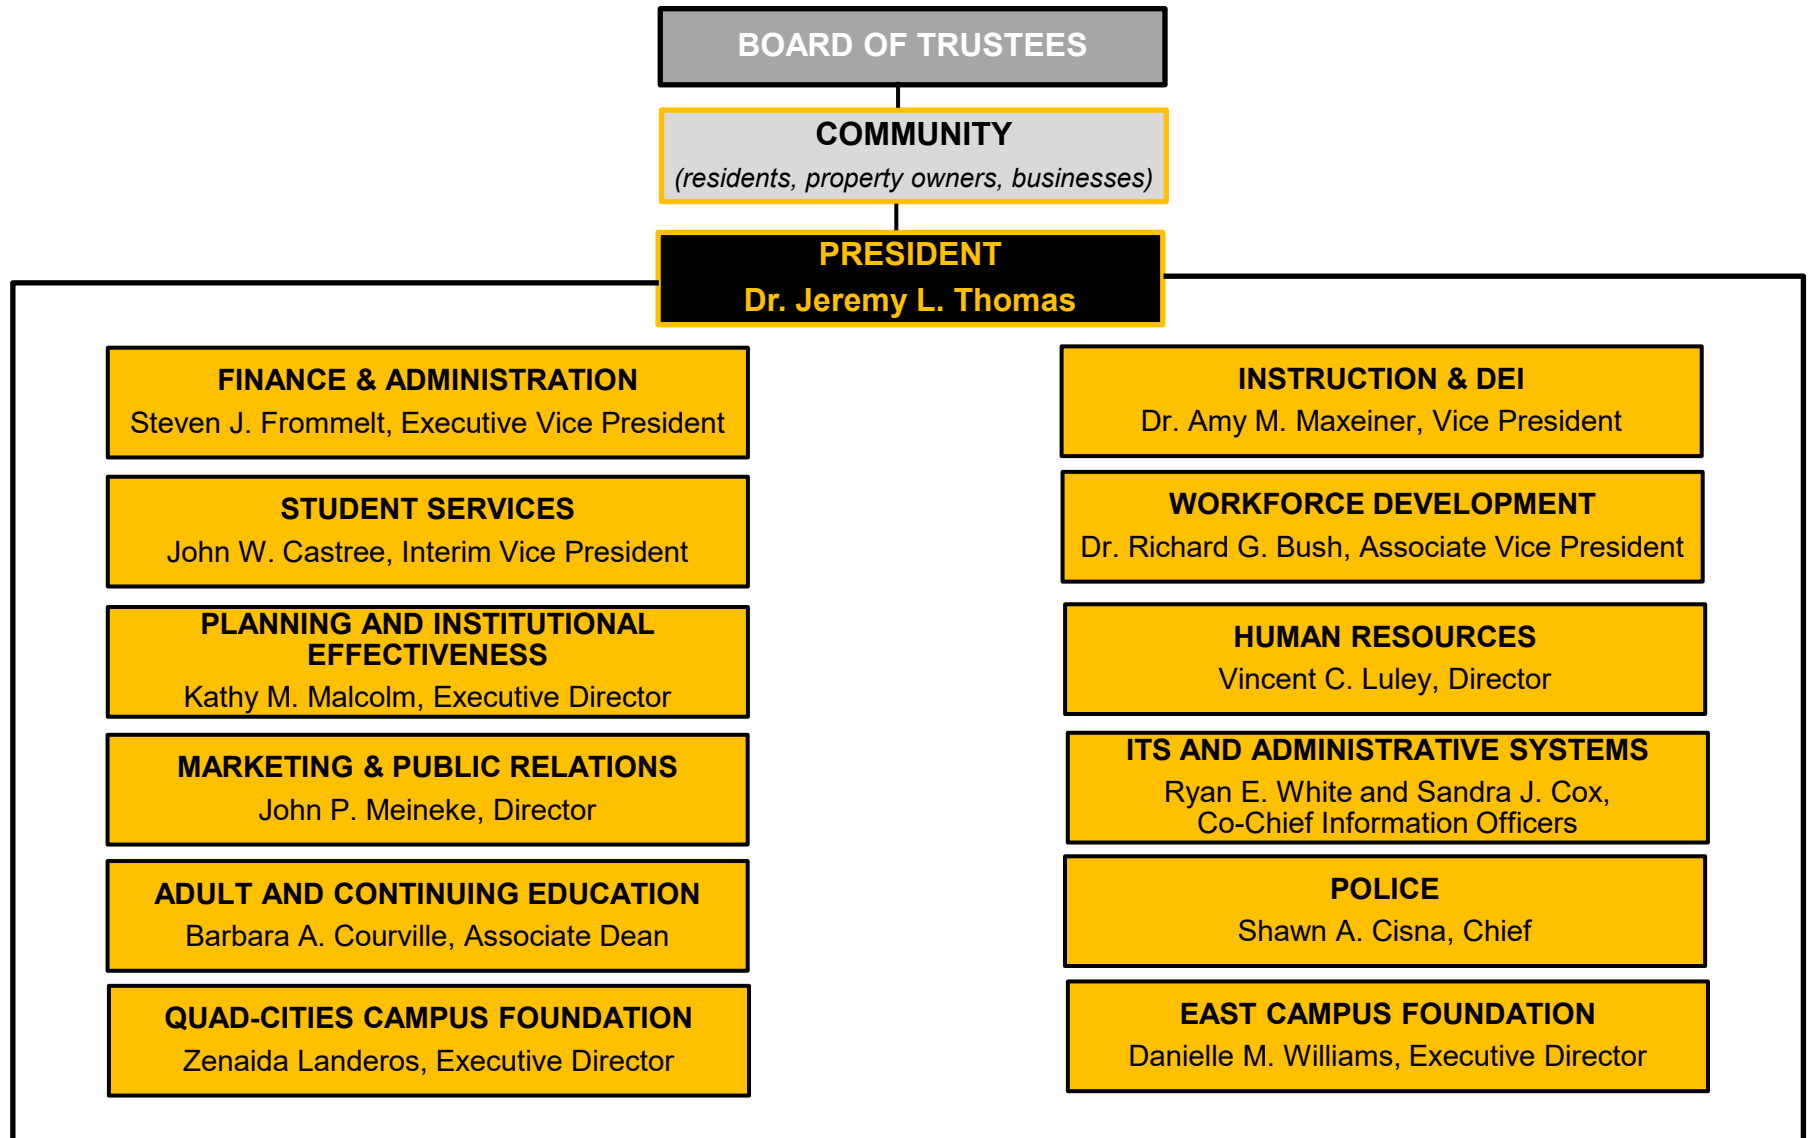 BOARD OF TRUSTEES
COMMUNITY
(residents, property owners, businesses)
PRESIDENT
Dr. Jeremy L. Thomas
FINANCE & ADMINISTRATION
Steven J. Frommelt, Executive Vice President
STUDENT SERVICES
John W. Castree, Interim Vice President
PLANNING AND INSTITUTIONAL
EFFECTIVENESS
Kathy M. Malcolm, Executive Director
MARKETING & PUBLIC RELATIONS
John P. Meineke, Director
ADULT AND CONTINUING EDUCATION
Barbara A. Courville, Associate Dean
QUAD-CITIES CAMPUS FOUNDATION
Zenaida Landeros, Executive Director
INSTRUCTION & DEI
Dr. Amy M. Maxeiner, Vice President
WORKFORCE DEVELOPMENT
Dr. Richard G. Bush, Associate Vice President
HUMAN RESOURCES
Vincent C. Luley, Director
ITS AND ADMINISTRATIVE SYSTEMS
Ryan E. White and Sandra J. Cox,
Co-Chief Information Officers
POLICE
Shawn A. Cisna, Chief
EAST CAMPUS FOUNDATION
Danielle M. Williams, Executive Director